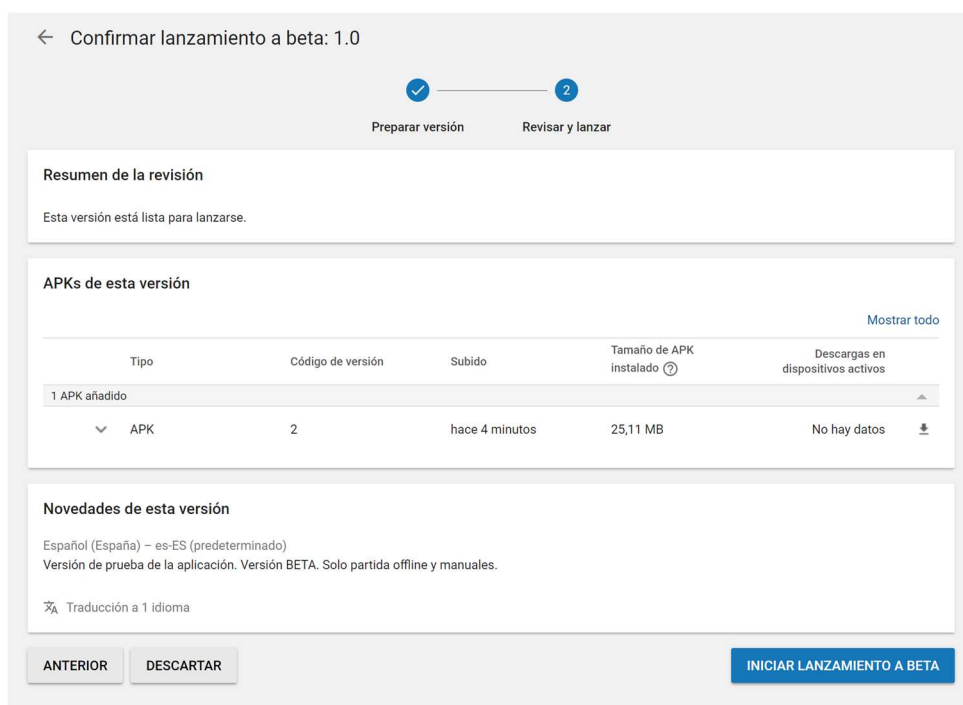 Confirmar lanzamiento a beta: 1.0
2
Preparar versión
Revisar y lanzar
Resumen de la revisión
Esta versión está lista para lanzarse.
APKs de esta versión
Mostrar todo
Tipo
Código de versión
Subido
Tamaño de APK
instalado ?
Descargas en
dispositivos activos
1 APK añadido
APK 2 hace 4 minutos 25,11 MB No hay datos
Novedades de esta versión
Español (España) – es-ES (predeterminado)
Versión de prueba de la aplicación. Versión BETA. Solo partida offline y manuales.
Traducción a 1 idioma
ANTERIOR DESCARTAR INICIAR LANZAMIENTO A BETA